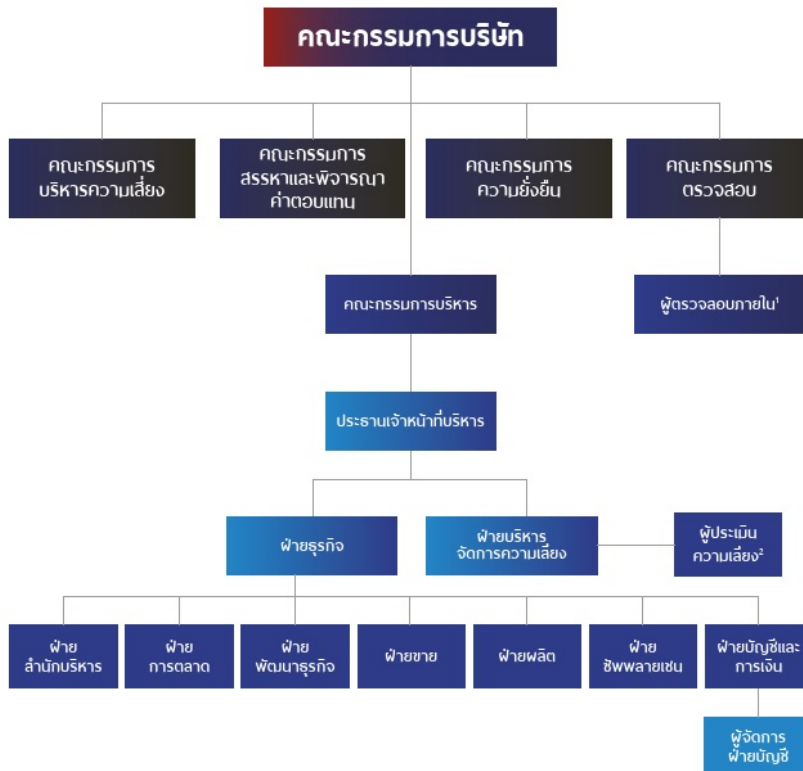 คณะกรรมการบริษัท
คณะกรรมการ
บริหารความเสี่ยง
คณะกรรมการ
สรรหาและพิจารณา
ค่าตอบแทน
คณะกรรมการ
ความยั่งยืน
คณะกรรมการ
ตรวจสอบ
คณะกรรมการบริหาร
ผู้ตรวจสอบภายใน¹
ประธานเจ้าหน้าที่บริหาร
ฝ่ายธุรกิจ
ฝ่ายบริหาร
จัดการความเสี่ยง
ผู้ประเมิน
ความเสี่ยง²
ฝ่าย
สำนักบริหาร
ฝ่าย
การตลาด
ฝ่าย
พัฒนาธุรกิจ
ฝ่ายขาย
ฝ่ายผลิต
ฝ่าย
ซัพพลายเชน
ฝ่ายบัญชีและ
การเงิน
ผู้จัดการ
ฝ่ายบัญชี